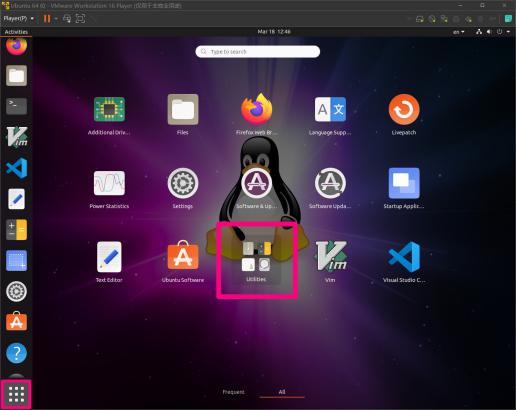 Ubuntu 64 位 - VMware Workstation 16 Player (仅用于非商业用途)
Player(P)
Activities
Mar 18 12:46
en
Type to search
Additional Driv...
Files
Firefox Web Br...
Language Supp...
Livepatch
Power Statistics
Settings
Software & Up...
Software Upda...
Startup Applic...
Text Editor
Ubuntu Software
Utilities
Vim
Visual Studio C...
Frequent
All